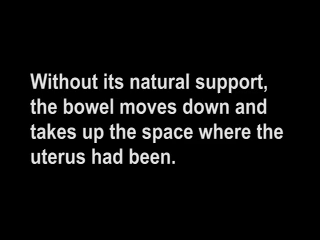 Without its natural support,
the bowel moves down and
takes up the space where the
uterus had been.